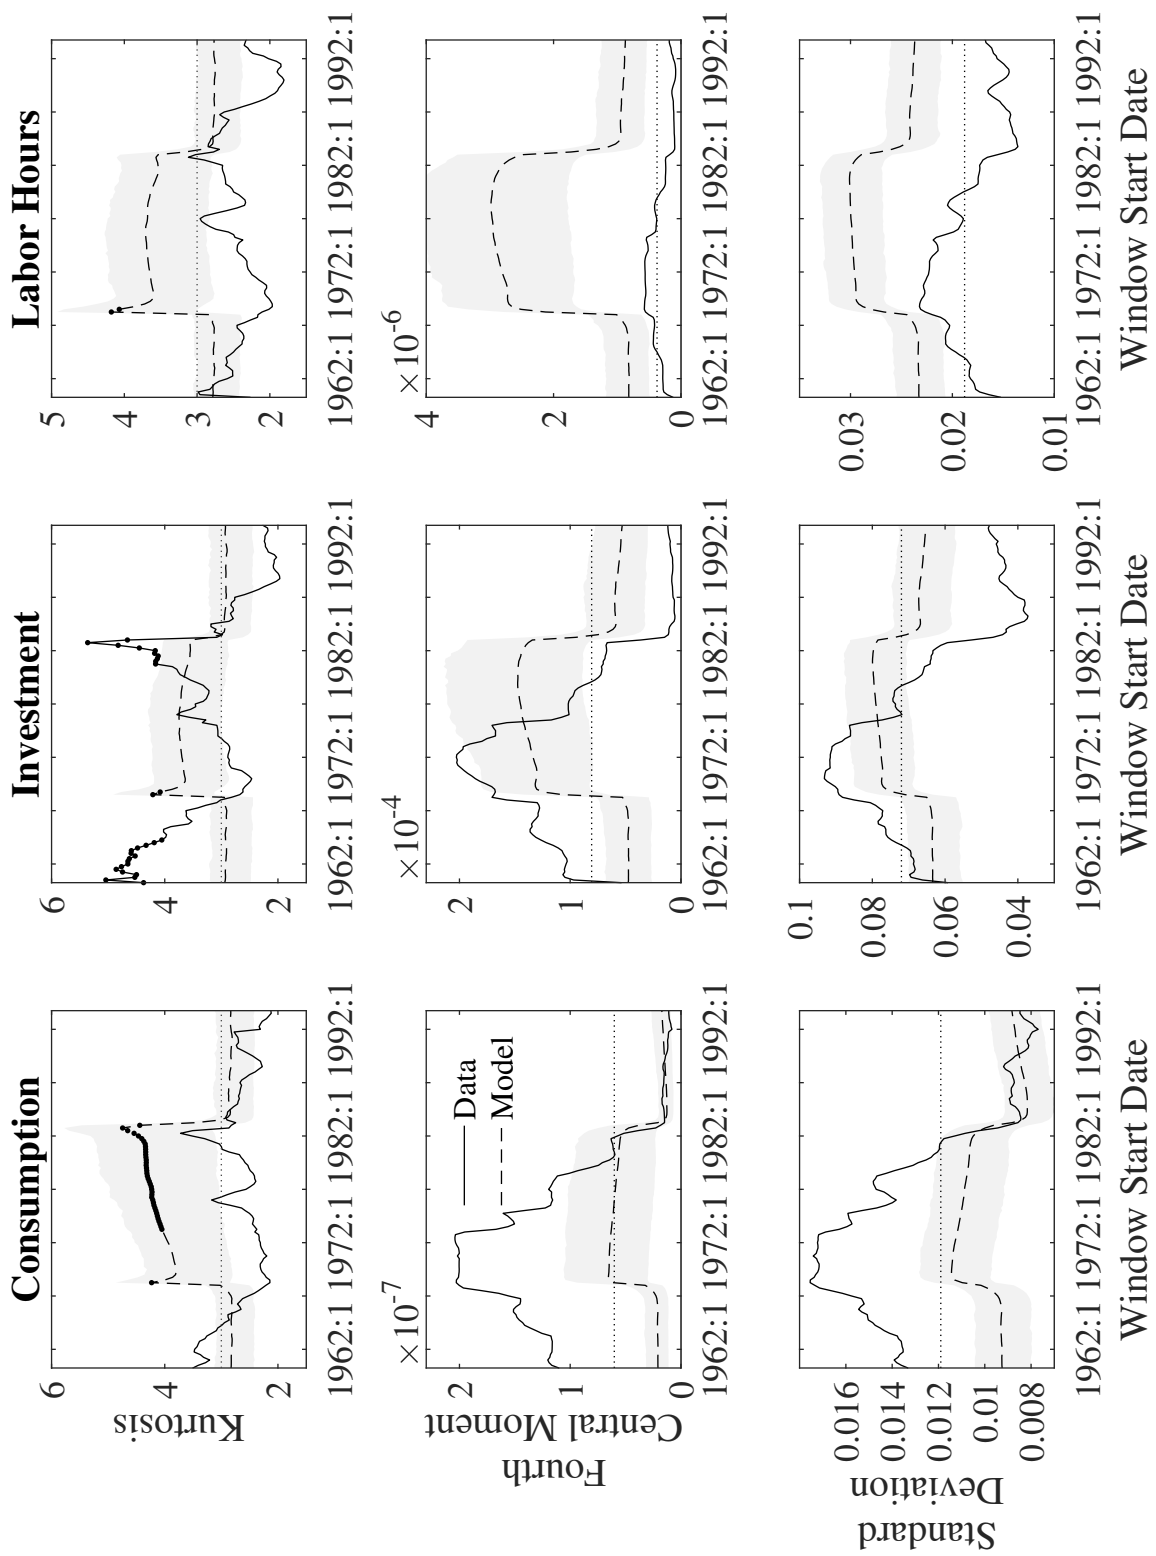 Consumption
Investment
Labor Hours
Kurtosis
6
4
2
1962:1 1972:1 1982:1 1992:1
6
4
2
1962:1 1972:1 1982:1 1992:1
5
4
3
2
1962:1 1972:1 1982:1 1992:1
Fourth
Central Moment
×10-7
2
1
0
Data
Model
1962:1 1972:1 1982:1 1992:1
×10-4
2
1
0
1962:1 1972:1 1982:1 1992:1
×10-6
4
2
0
1962:1 1972:1 1982:1 1992:1
Standard
Deviation
0.016
0.014
0.012
0.01
0.008
1962:1 1972:1 1982:1 1992:1
Window Start Date
0.1
0.08
0.06
0.04
1962:1 1972:1 1982:1 1992:1
Window Start Date
0.03
0.02
0.01
1962:1 1972:1 1982:1 1992:1
Window Start Date